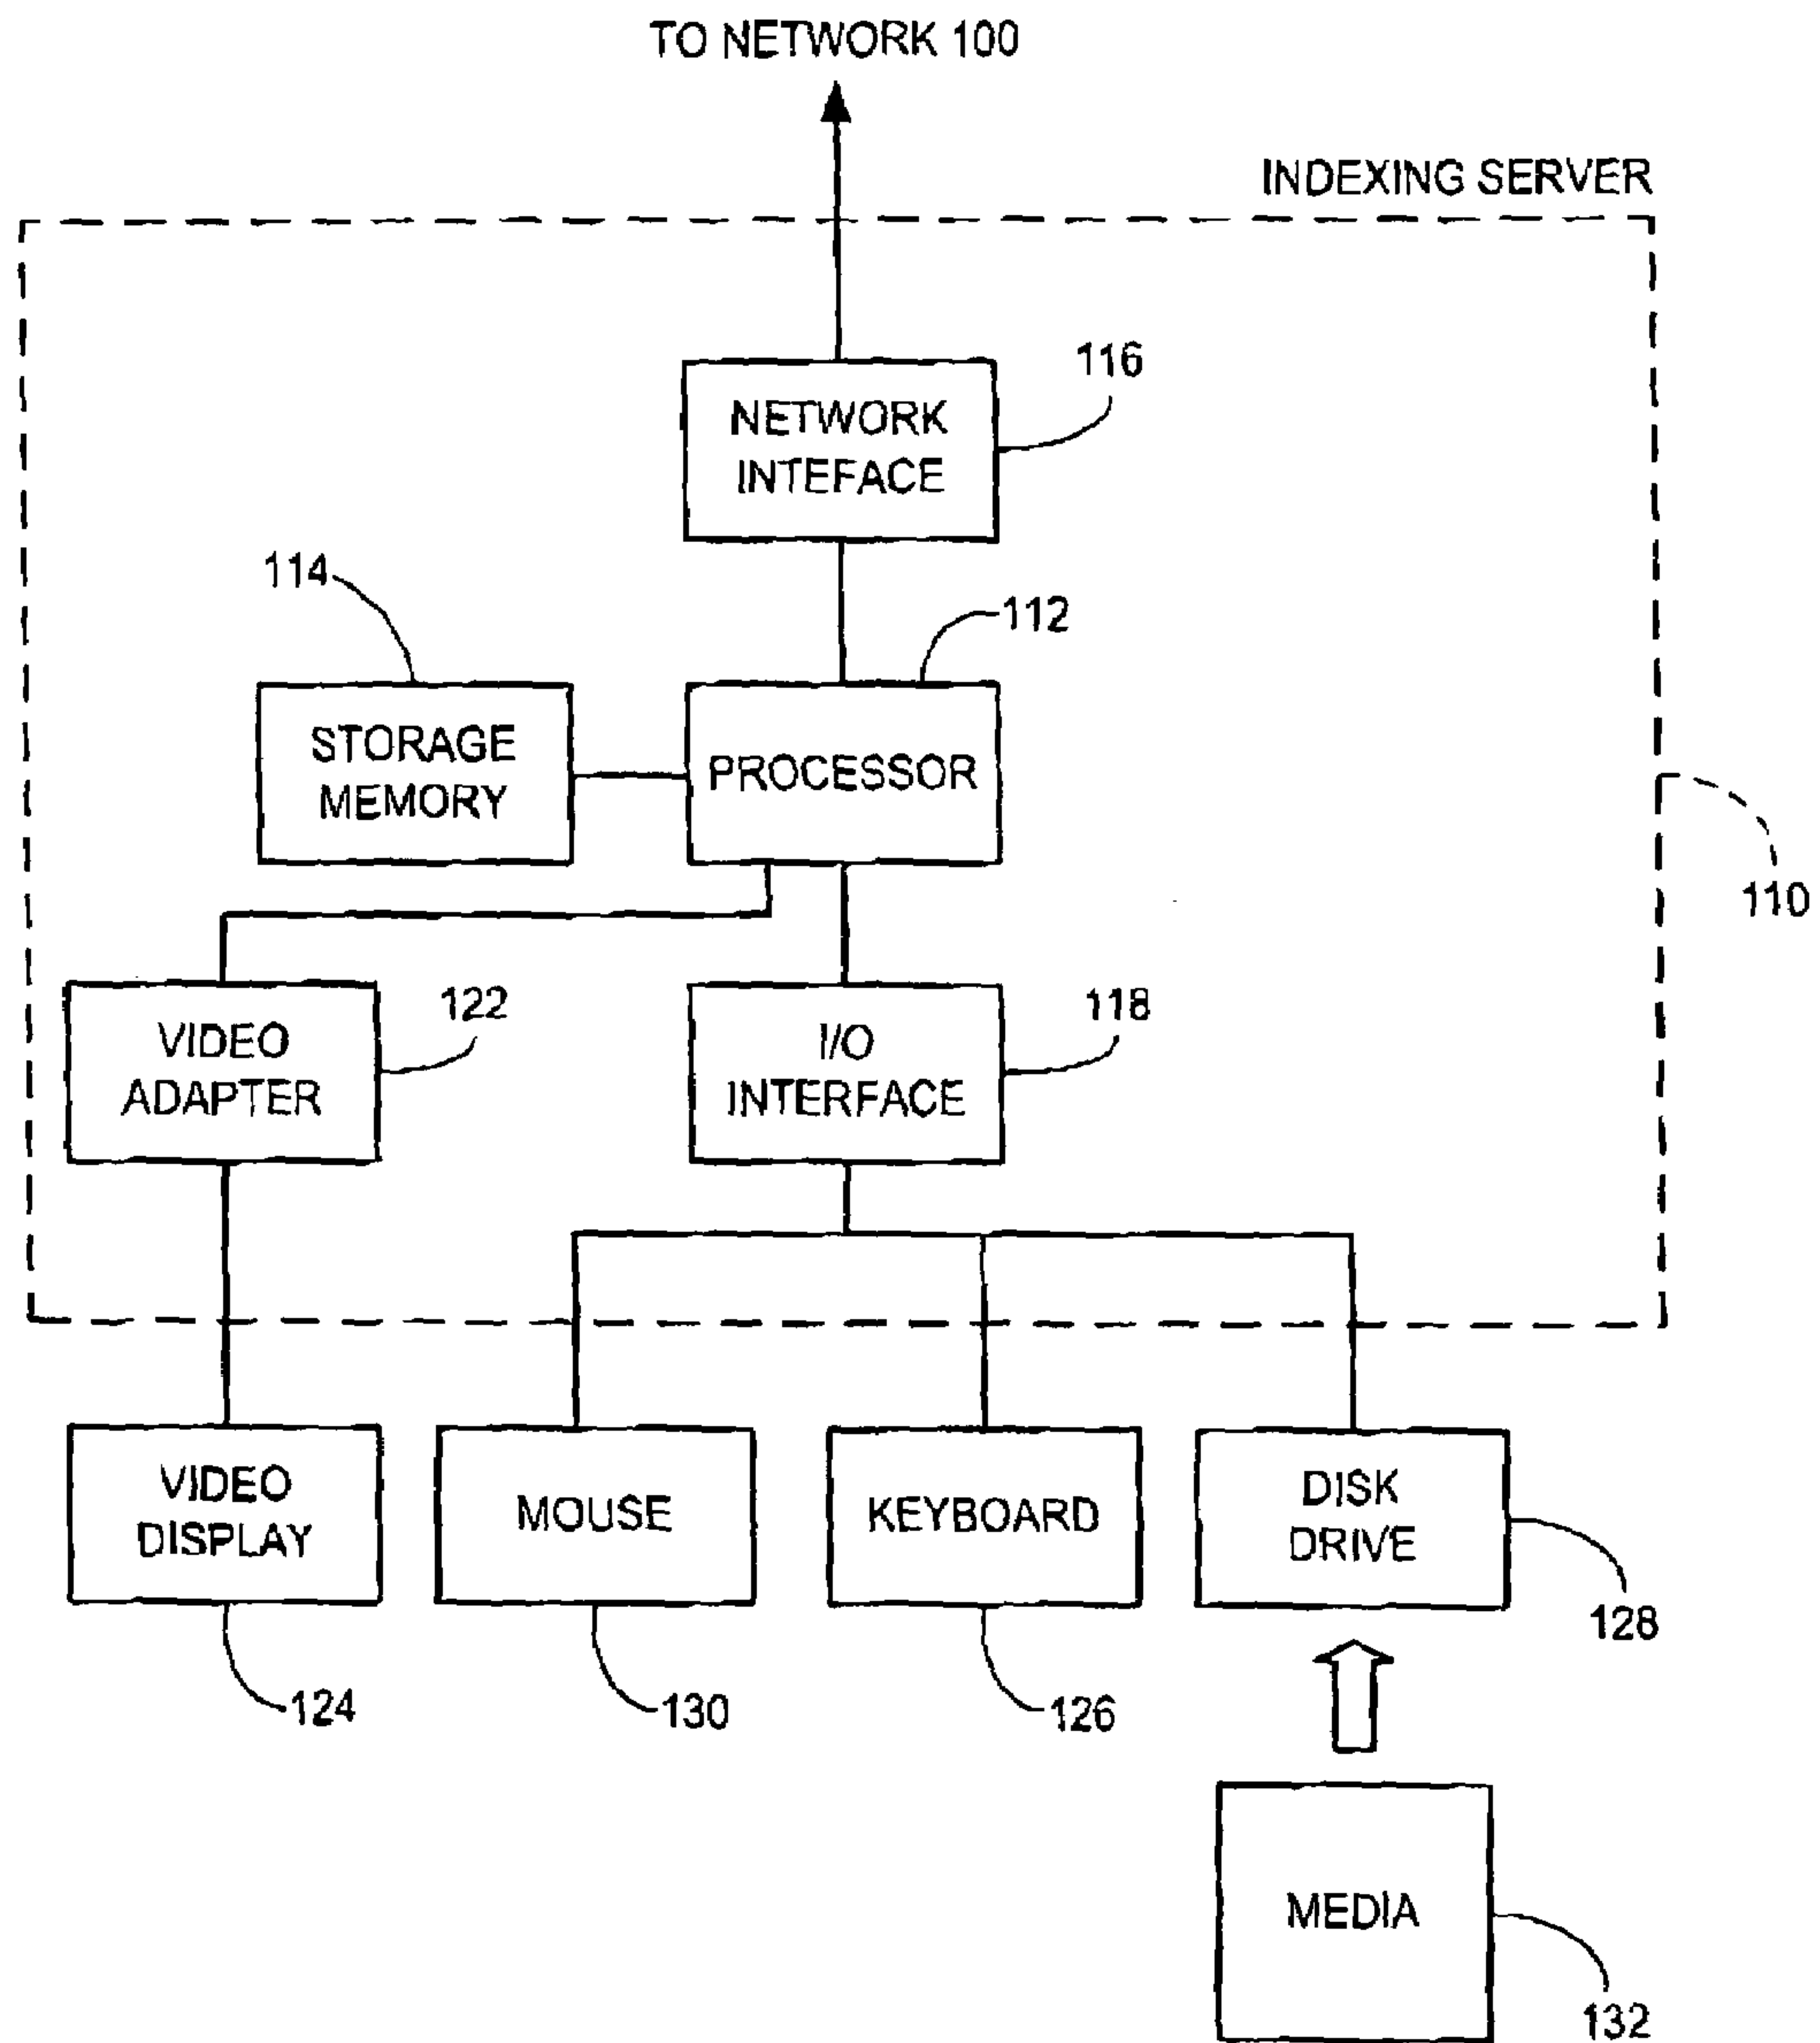 TO NETWORK 100
INDEXING SERVER
116
NETWORK
INTEFACE
114
112
STORAGE
MEMORY
PROCESSOR
110
122
118
VIDEO
ADAPTER
I/O
INTERFACE
VIDEO
DISPLAY
MOUSE
KEYBOARD
DISK
DRIVE
128
124
130
126
MEDIA
132